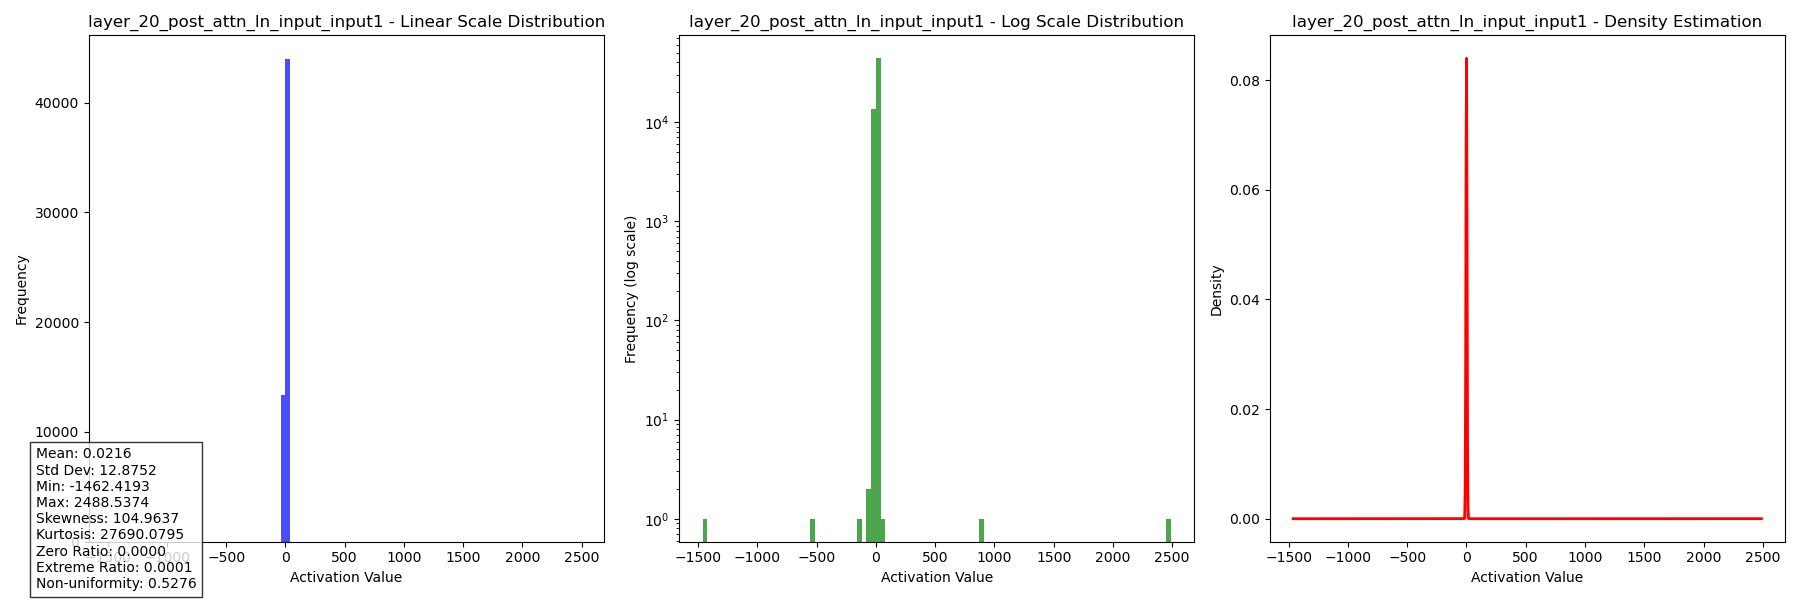 layer_20_post_attn_ln_input_input1 - Linear Scale Distribution
Frequency
40000
30000
20000
10000
0
−500
0
500
1000
1500
2000
2500
Activation Value
Mean: 0.0216
Std Dev: 12.8752
Min: -1462.4193
Max: 2488.5374
Skewness: 104.9637
Kurtosis: 27690.0795
Zero Ratio: 0.0000
Extreme Ratio: 0.0001
Non-uniformity: 0.5276
layer_20_post_attn_ln_input_input1 - Log Scale Distribution
Frequency (log scale)
10⁴
10³
10²
10¹
10⁰
−1500
−1000
−500
0
500
1000
1500
2000
2500
Activation Value
layer_20_post_attn_ln_input_input1 - Density Estimation
Density
0.08
0.06
0.04
0.02
0.00
−1500
−1000
−500
0
500
1000
1500
2000
2500
Activation Value